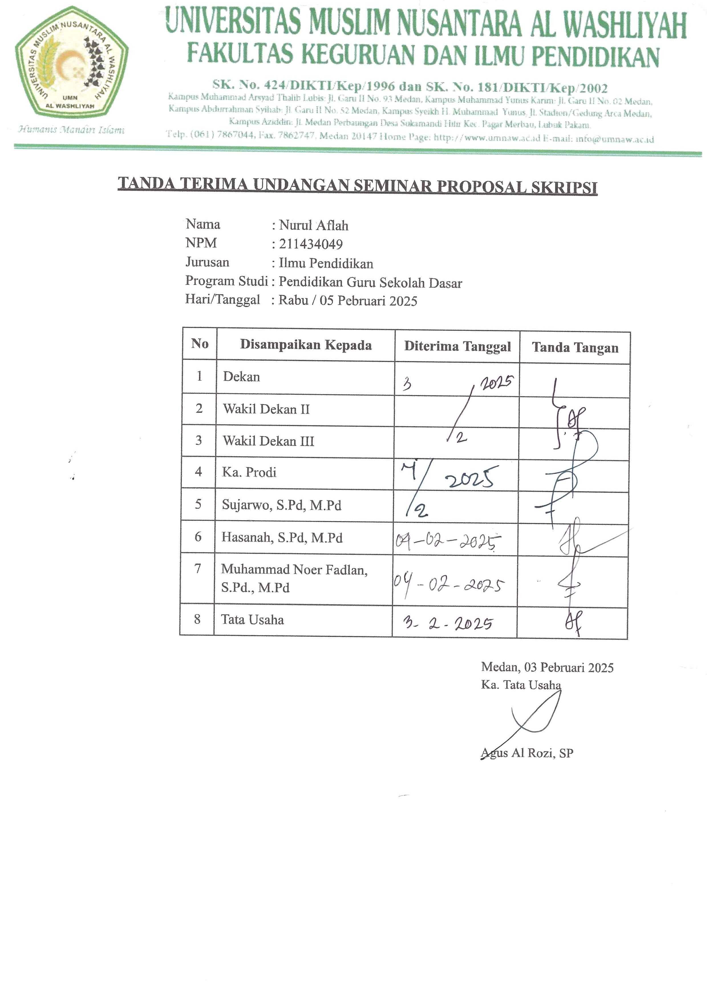 UNIVERSITAS MUSLIM NUSANTARA AL WASHLIYAH
UMN
AL WASHLIYAH
Humanis Mandiri Islami
UNIVERSITAS MUSLIM NUSANTARA AL WASHLIYAH
FAKULTAS KEGURUAN DAN ILMU PENDIDIKAN
SK. No. 424/DIKTI/Kep/1996 dan SK. No. 181/DIKTI/Kep/2002
Kampus Muhammad Arsyad Thalib Lubis: Jl. Garu II No. 93 Medan, Kampus Muhammad Yunus Karim: Jl. Garu II No. 02 Medan,
Kampus Abdurrahman Syihab: Jl. Garu II No. 52 Medan, Kampus Syeikh H. Muhammad Yunus, Jl. Stadion/Gedung Arca Medan,
Kampus Aziddin: Jl. Medan Perbaungan Desa Sukamandi Hilir Kec. Pagar Merbau, Lubuk Pakam.
Telp. (061) 7867044, Fax. 7862747, Medan 20147 Home Page: http://www.umnaw.ac.id E-mail: info@umnaw.ac.id
TANDA TERIMA UNDANGAN SEMINAR PROPOSAL SKRIPSI
Nama : Nurul Aflah
NPM : 211434049
Jurusan : Ilmu Pendidikan
Program Studi : Pendidikan Guru Sekolah Dasar
Hari/Tanggal : Rabu / 05 Pebruari 2025
No Disampaikan Kepada Diterima Tanggal Tanda Tangan
1 Dekan 3 / 2025
2 Wakil Dekan II
3 Wakil Dekan III 2
4 Ka. Prodi 4 / 2025
5 Sujarwo, S.Pd, M.Pd 2
6 Hasanah, S.Pd, M.Pd 04-02-2025
7 Muhammad Noer Fadlan, 04-02-2025
S.Pd., M.Pd
8 Tata Usaha 3-2-2025
Medan, 03 Pebruari 2025
Ka. Tata Usaha
Agus Al Rozi, SP